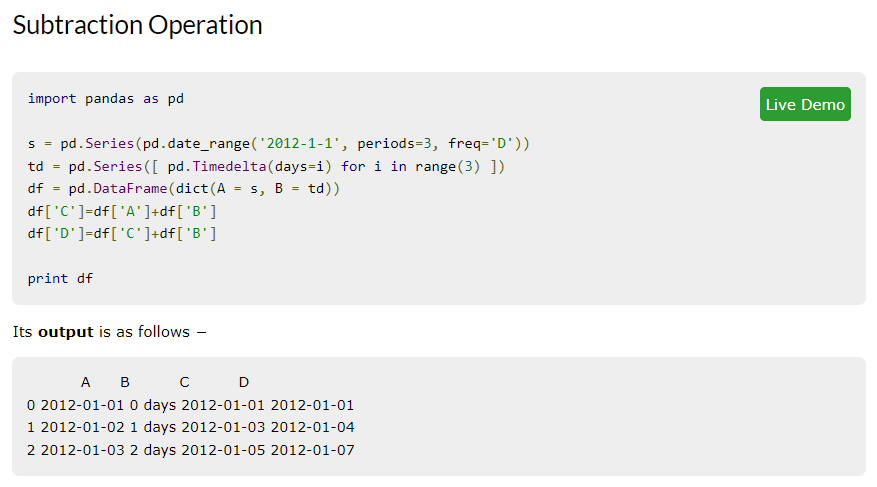 Subtraction Operation
Live Demo
import pandas as pd
s = pd.Series(pd.date_range('2012-1-1', periods=3, freq='D'))
td = pd.Series([ pd.Timedelta(days=i) for i in range(3) ])
df = pd.DataFrame(dict(A = s, B = td))
df['C']=df['A']+df['B']
df['D']=df['C']+df['B']
print df
Its output is as follows −
A B C D
0 2012-01-01 0 days 2012-01-01 2012-01-01
1 2012-01-02 1 days 2012-01-03 2012-01-04
2 2012-01-03 2 days 2012-01-05 2012-01-07